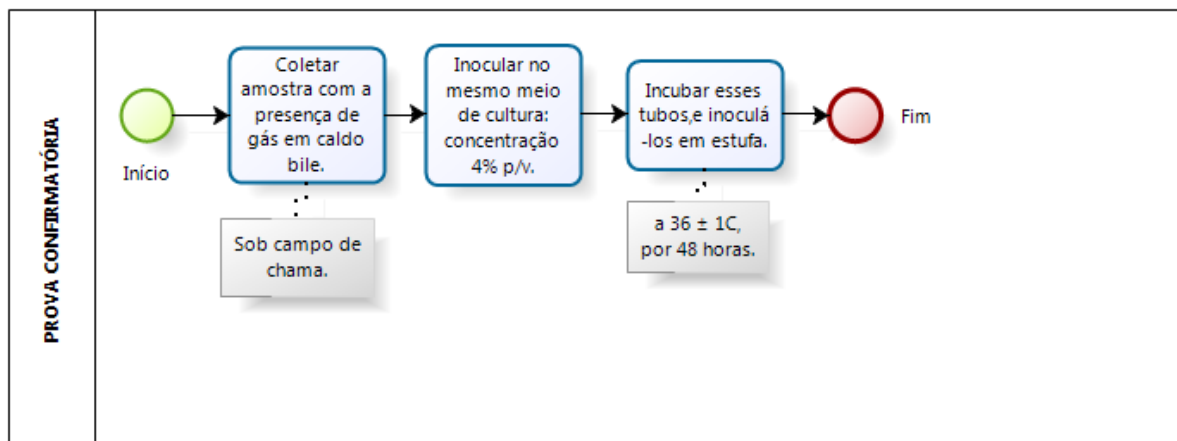 PROVA CONFIRMATÓRIA
Início
Coletar
amostra com a
presença de
gás em caldo
bile.
Sob campo de
chama.
Inocular no
mesmo meio
de cultura:
concentração
4% p/v.
Incubar esses
tubos,e inoculá
-los em estufa.
a 36 ± 1C,
por 48 horas.
Fim